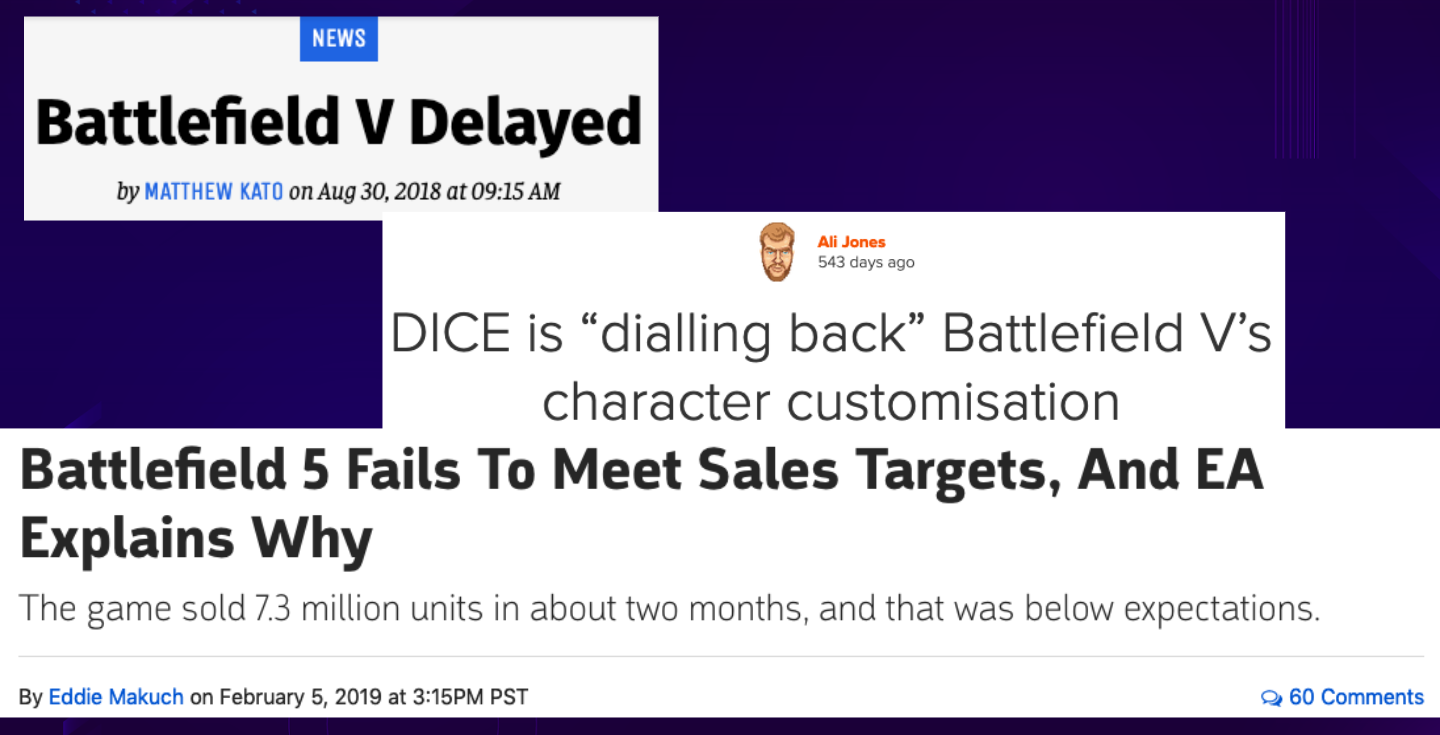 NEWS
Battlefield V Delayed
by MATTHEW KATO on Aug 30, 2018 at 09:15 AM
Ali Jones
543 days ago
DICE is “dialling back” Battlefield V’s
character customisation
Battlefield 5 Fails To Meet Sales Targets, And EA
Explains Why
The game sold 7.3 million units in about two months, and that was below expectations.
By Eddie Makuch on February 5, 2019 at 3:15PM PST
60 Comments